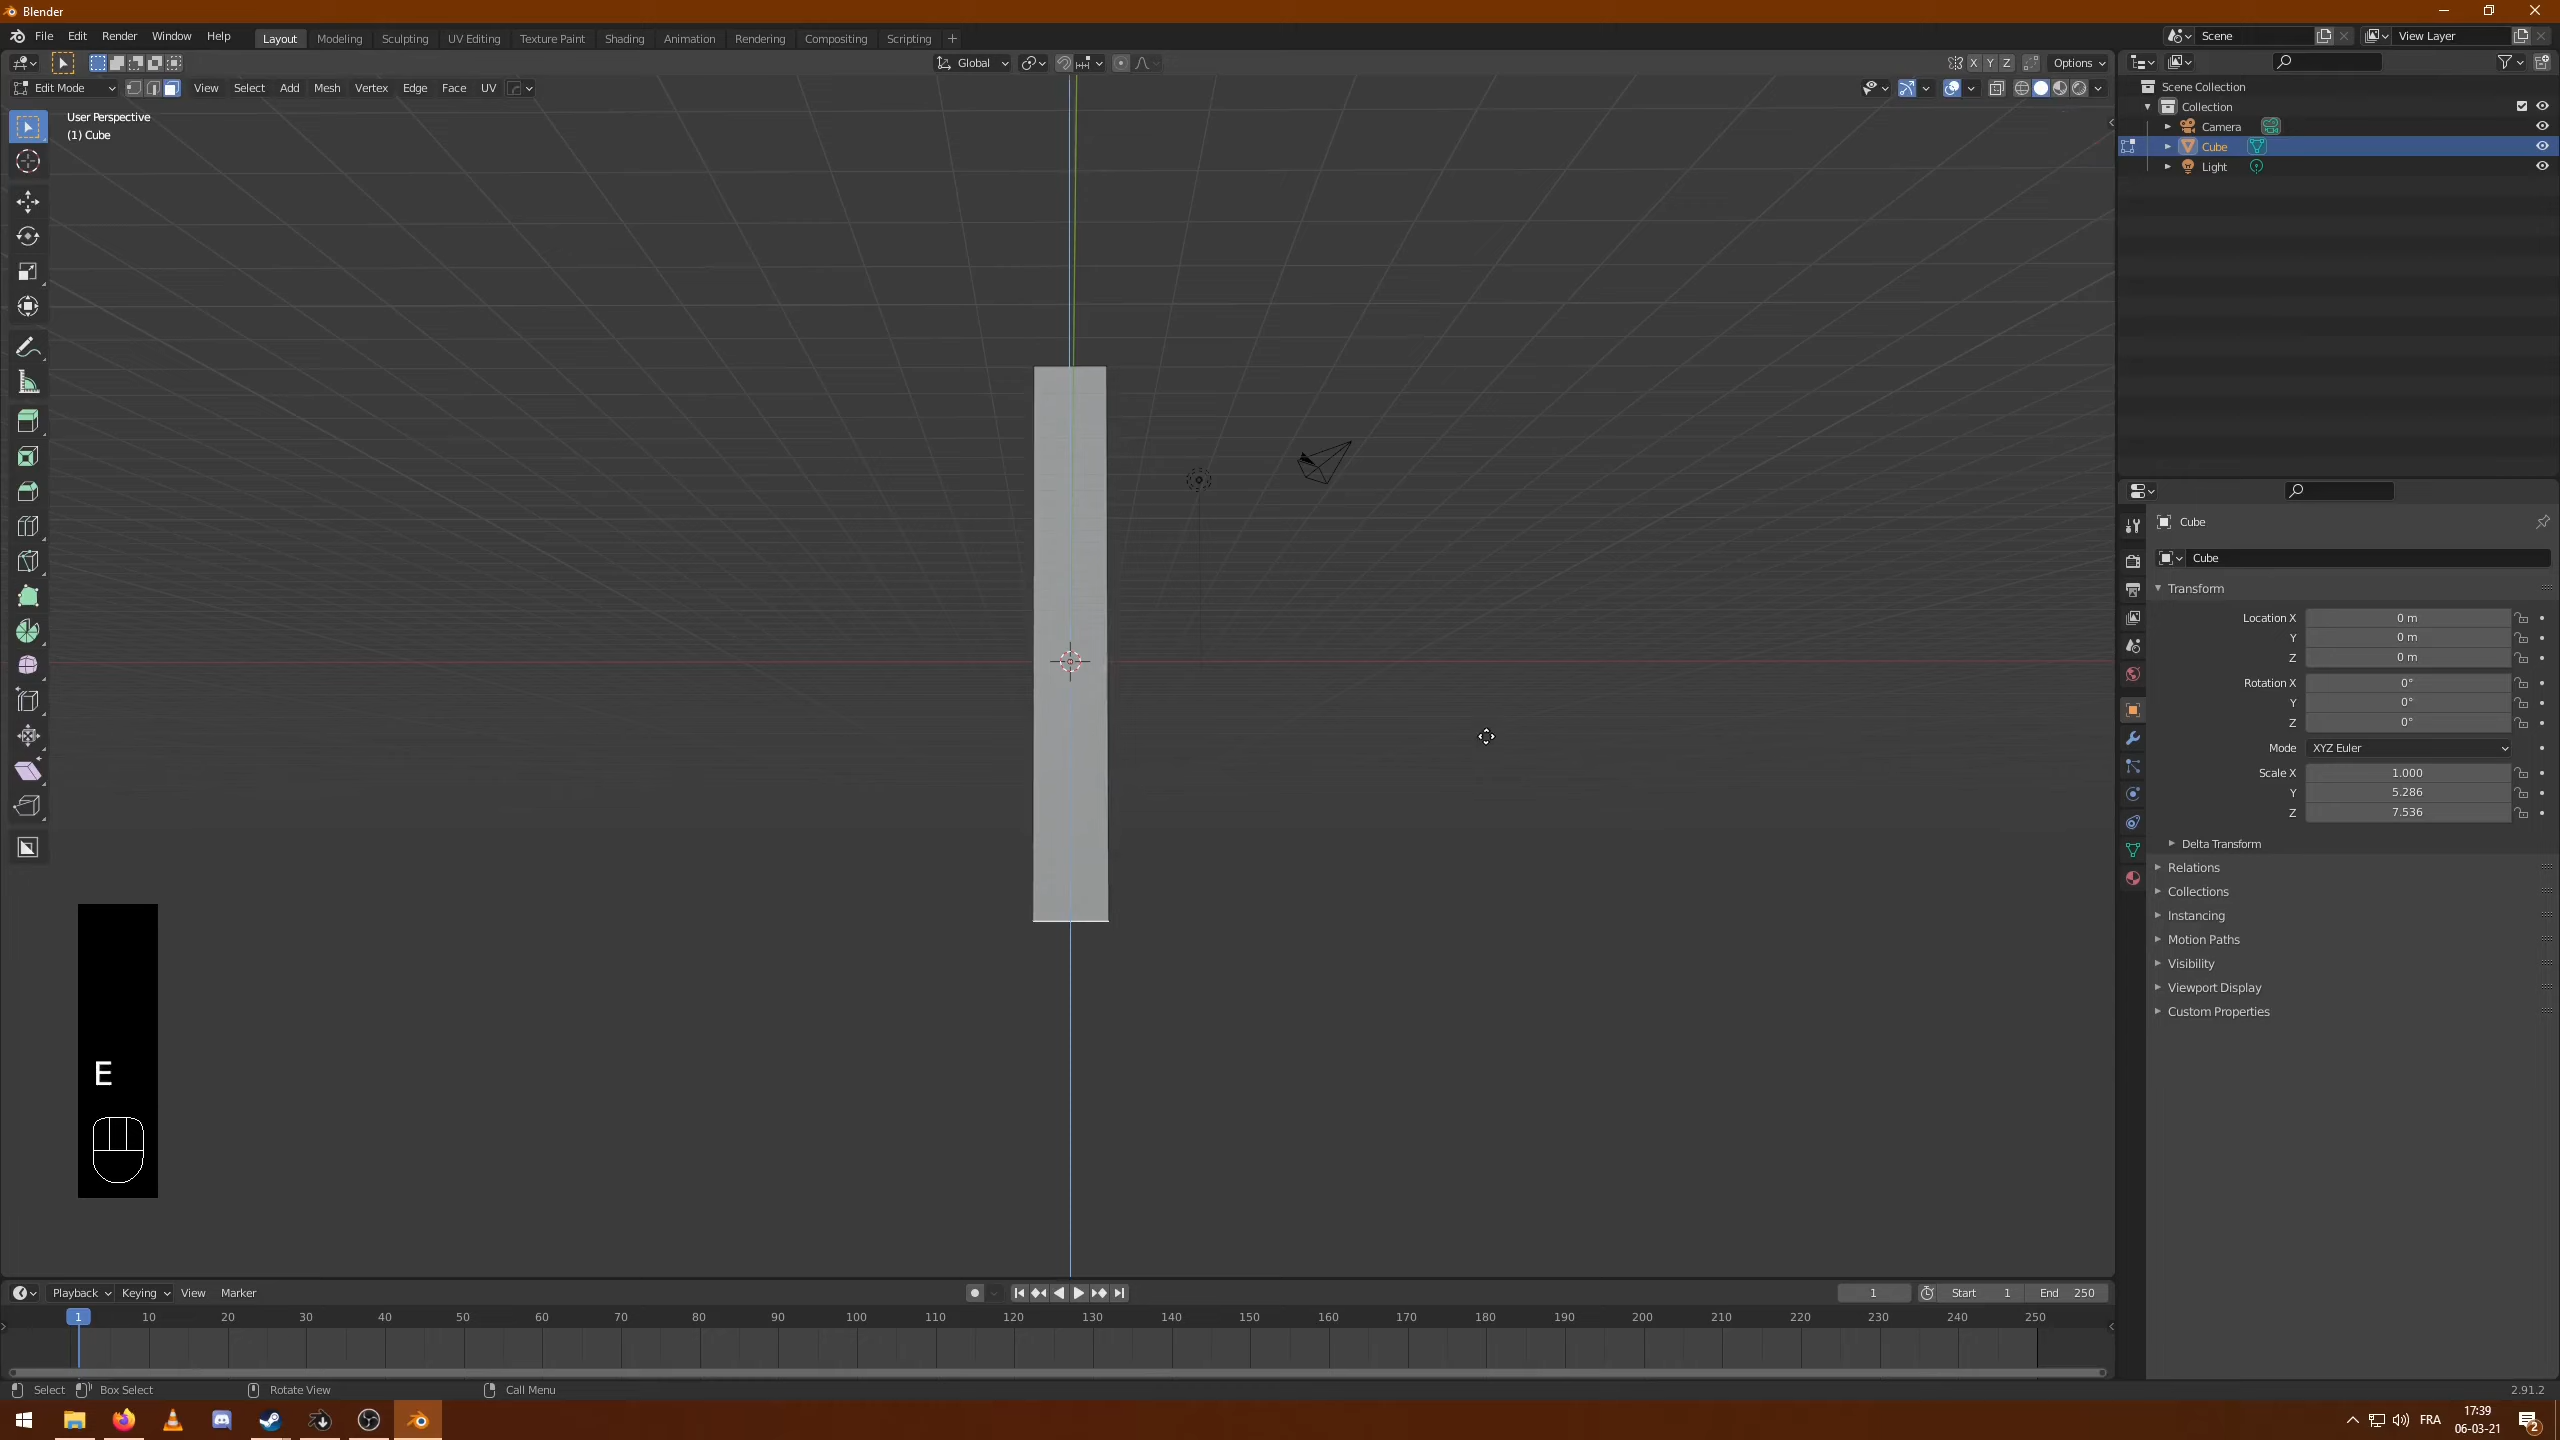 Blender
File Edit Render Window Help Layout Modeling Sculpting UV Editing Texture Paint Shading Animation Rendering Compositing Scripting + Scene View Layer
Global X Y Z Options
Edit Mode View Select Add Mesh Vertex Edge Face UV
User Perspective
(1) Cube
Scene Collection
Collection
Camera
Cube
Light
Cube
Cube
Transform
Location X 0 m
Y 0 m
Z 0 m
Rotation X 0°
Y 0°
Z 0°
Mode XYZ Euler
Scale X 1.000
Y 5.286
Z 7.536
Delta Transform
Relations
Collections
Instancing
Motion Paths
Visibility
Viewport Display
Custom Properties
E
Playback Keying View Marker 1 Start 1 End 250
1 10 20 30 40 50 60 70 80 90 100 110 120 130 140 150 160 170 180 190 200 210 220 230 240 250
Select Box Select Rotate View Call Menu 2.91.2
FRA 17:39
06-03-21 2